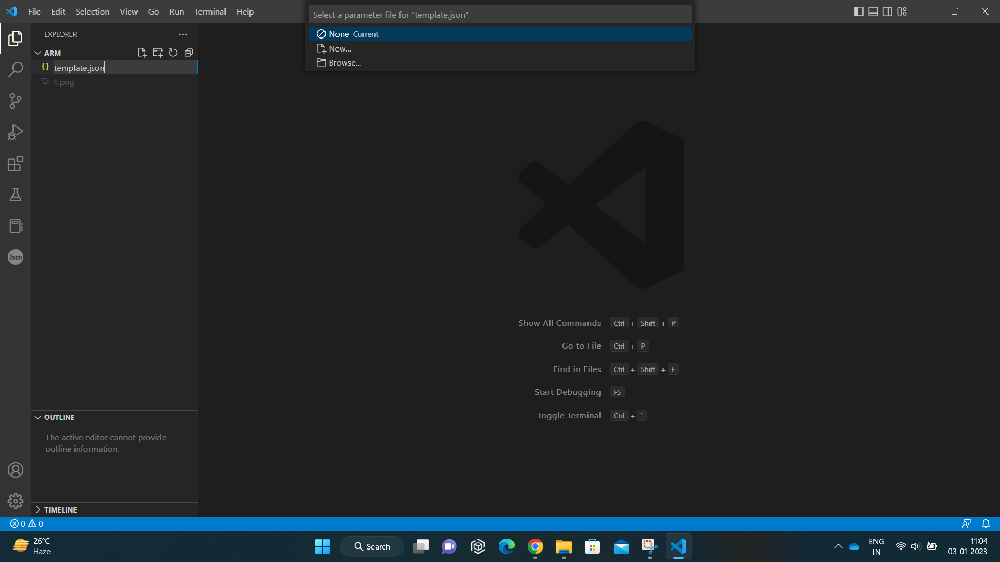 File Edit Selection View Go Run Terminal Help
Select a parameter file for "template.json"
None Current
New...
Browse...
EXPLORER
ARM
{} template.json
1.png
Show All Commands Ctrl + Shift + P
Go to File Ctrl + P
Find in Files Ctrl + Shift + F
Start Debugging F5
Toggle Terminal Ctrl + `
Json
OUTLINE
The active editor cannot provide
outline information.
TIMELINE
0 0
26°C
Haze
Search
ENG
IN
11:04
03-01-2023